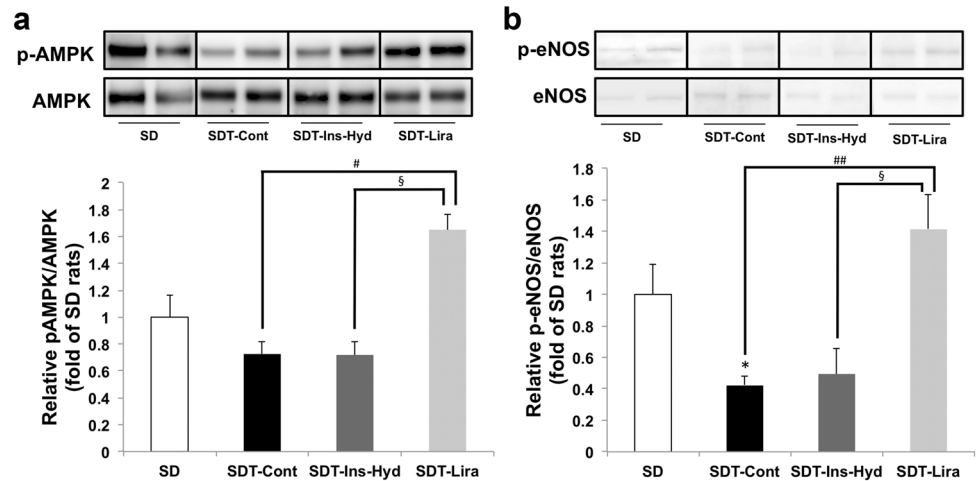 a
p-AMPK
AMPK
SD SDT-Cont SDT-Ins-Hyd SDT-Lira
#
§
Relative pAMPK/AMPK
(fold of SD rats)
2
1.8
1.6
1.4
1.2
1
0.8
0.6
0.4
0.2
0
SD SDT-Cont SDT-Ins-Hyd SDT-Lira
b
p-eNOS
eNOS
SD SDT-Cont SDT-Ins-Hyd SDT-Lira
##
§
*
Relative p-eNOS/eNOS
(fold of SD rats)
1.8
1.6
1.4
1.2
1
0.8
0.6
0.4
0.2
0
SD SDT-Cont SDT-Ins-Hyd SDT-Lira